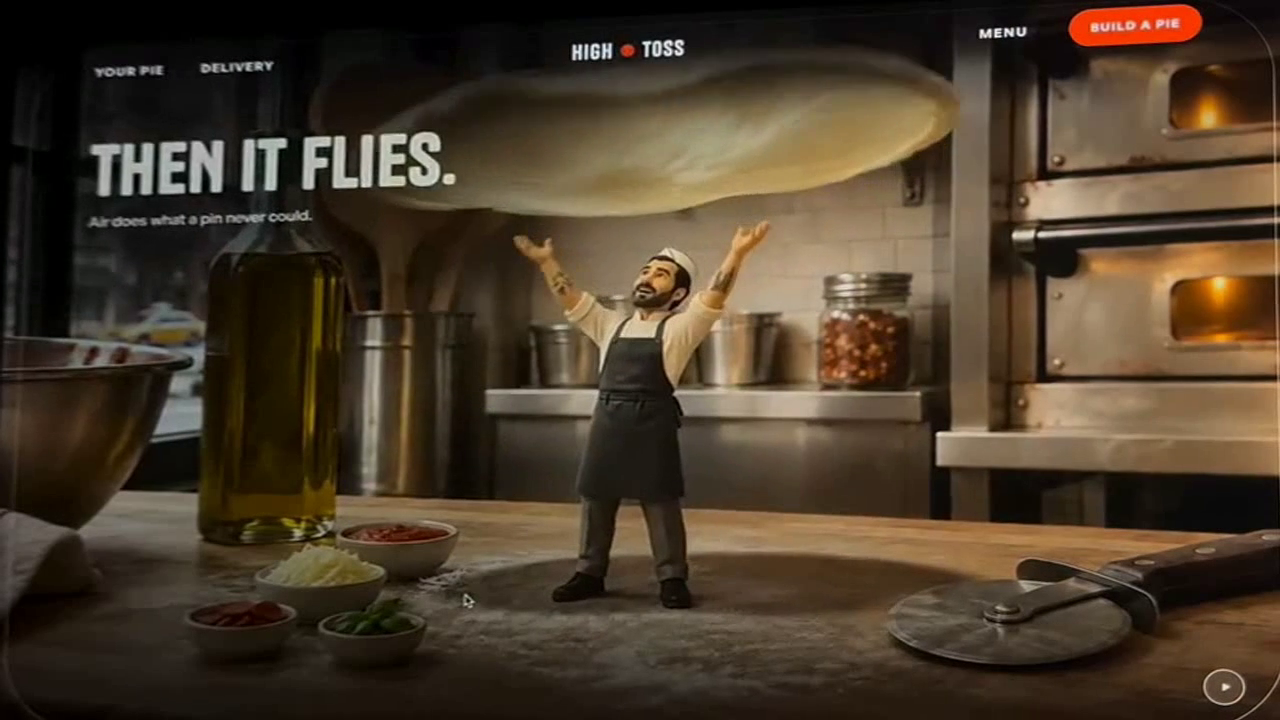 YOUR PIE
DELIVERY
HIGH TOSS
MENU
BUILD A PIE
THEN IT FLIES.
Air does what a pin never could.